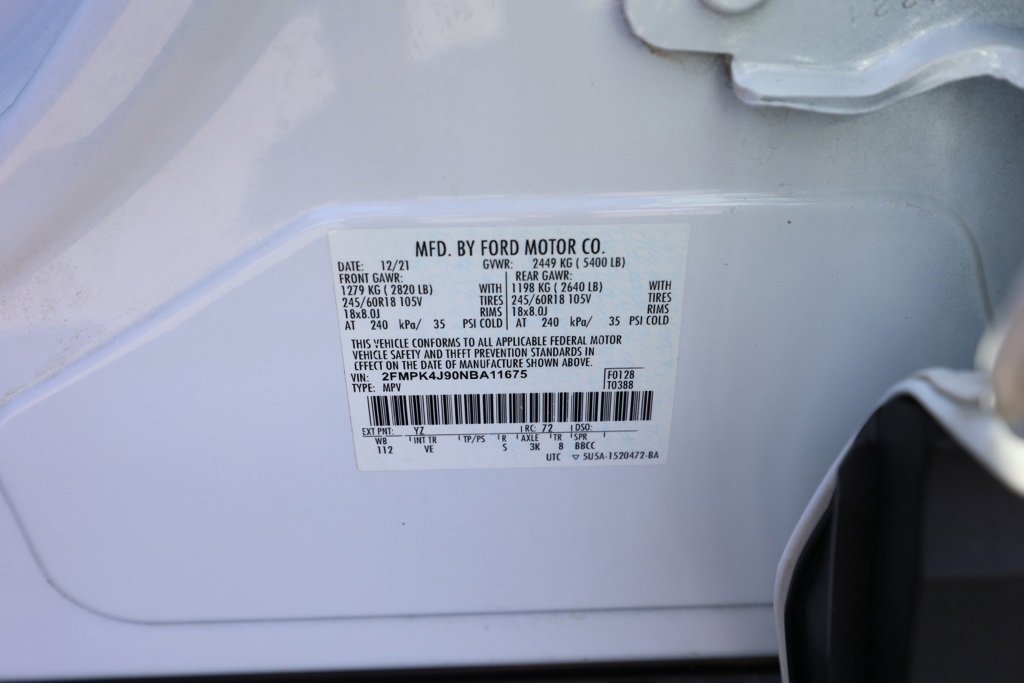 MFD. BY FORD MOTOR CO.
DATE: 12/21 GVWR: 2449 KG ( 5400 LB)
FRONT GAWR: REAR GAWR:
1279 KG ( 2820 LB) WITH 1198 KG ( 2640 LB) WITH
245/60R18 105V TIRES 245/60R18 105V TIRES
18x8.0J RIMS 18x8.0J RIMS
AT 240 kPa/ 35 PSI COLD AT 240 kPa/ 35 PSI COLD
THIS VEHICLE CONFORMS TO ALL APPLICABLE FEDERAL MOTOR
VEHICLE SAFETY AND THEFT PREVENTION STANDARDS IN
EFFECT ON THE DATE OF MANUFACTURE SHOWN ABOVE.
VIN: 2FMPK4J90NBA11675 F0128
TYPE: MPV T0388
EXT PNT: YZ RC: 72 DSO:
WB INT TR TP/PS R AXLE TR SPR
112 VE S 3K 8 BBCC
UTC ▽ 5U5A-1520472-BA